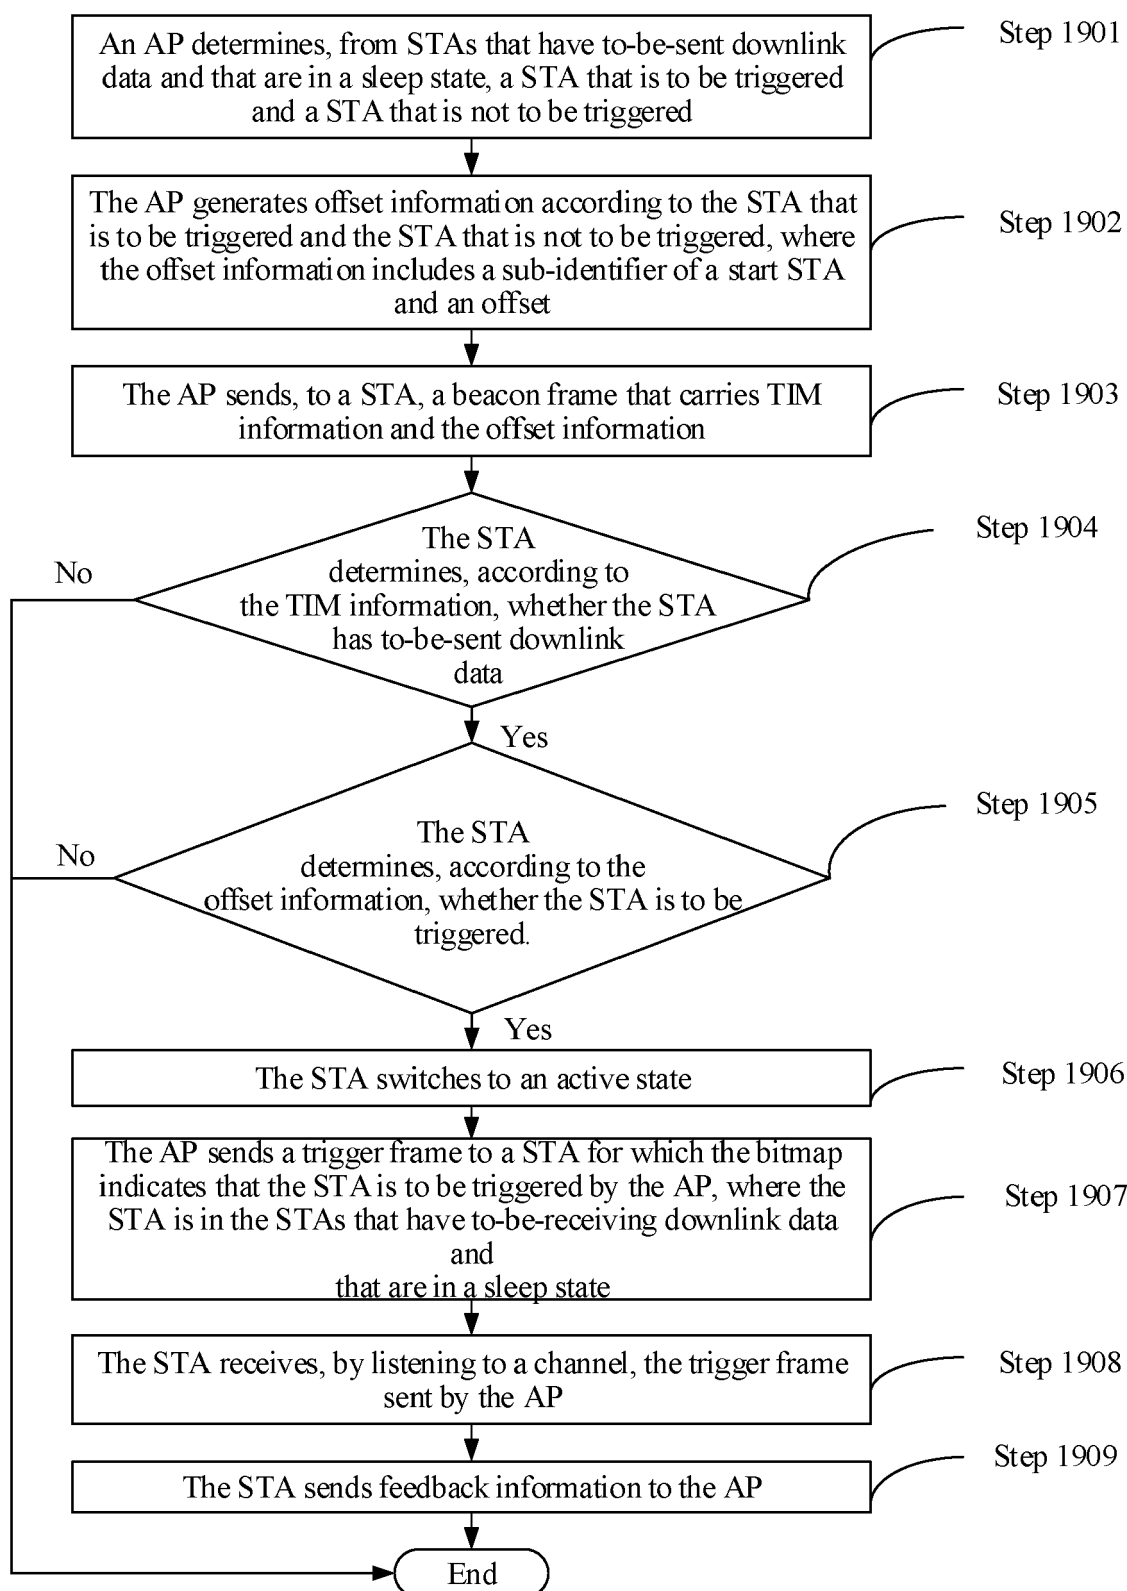 An AP determines, from STAs that have to-be-sent downlink
data and that are in a sleep state, a STA that is to be triggered
and a STA that is not to be triggered
Step 1901
The AP generates offset information according to the STA that
is to be triggered and the STA that is not to be triggered, where
the offset information includes a sub-identifier of a start STA
and an offset
Step 1902
The AP sends, to a STA, a beacon frame that carries TIM
information and the offset information
Step 1903
The STA
determines, according to
the TIM information, whether the STA
has to-be-sent downlink
data
Step 1904
No
Yes
The STA
determines, according to the
offset information, whether the STA is to be
triggered.
Step 1905
No
Yes
The STA switches to an active state
Step 1906
The AP sends a trigger frame to a STA for which the bitmap
indicates that the STA is to be triggered by the AP, where the
STA is in the STAs that have to-be-receiving downlink data
and
that are in a sleep state
Step 1907
The STA receives, by listening to a channel, the trigger frame
sent by the AP
Step 1908
The STA sends feedback information to the AP
Step 1909
End